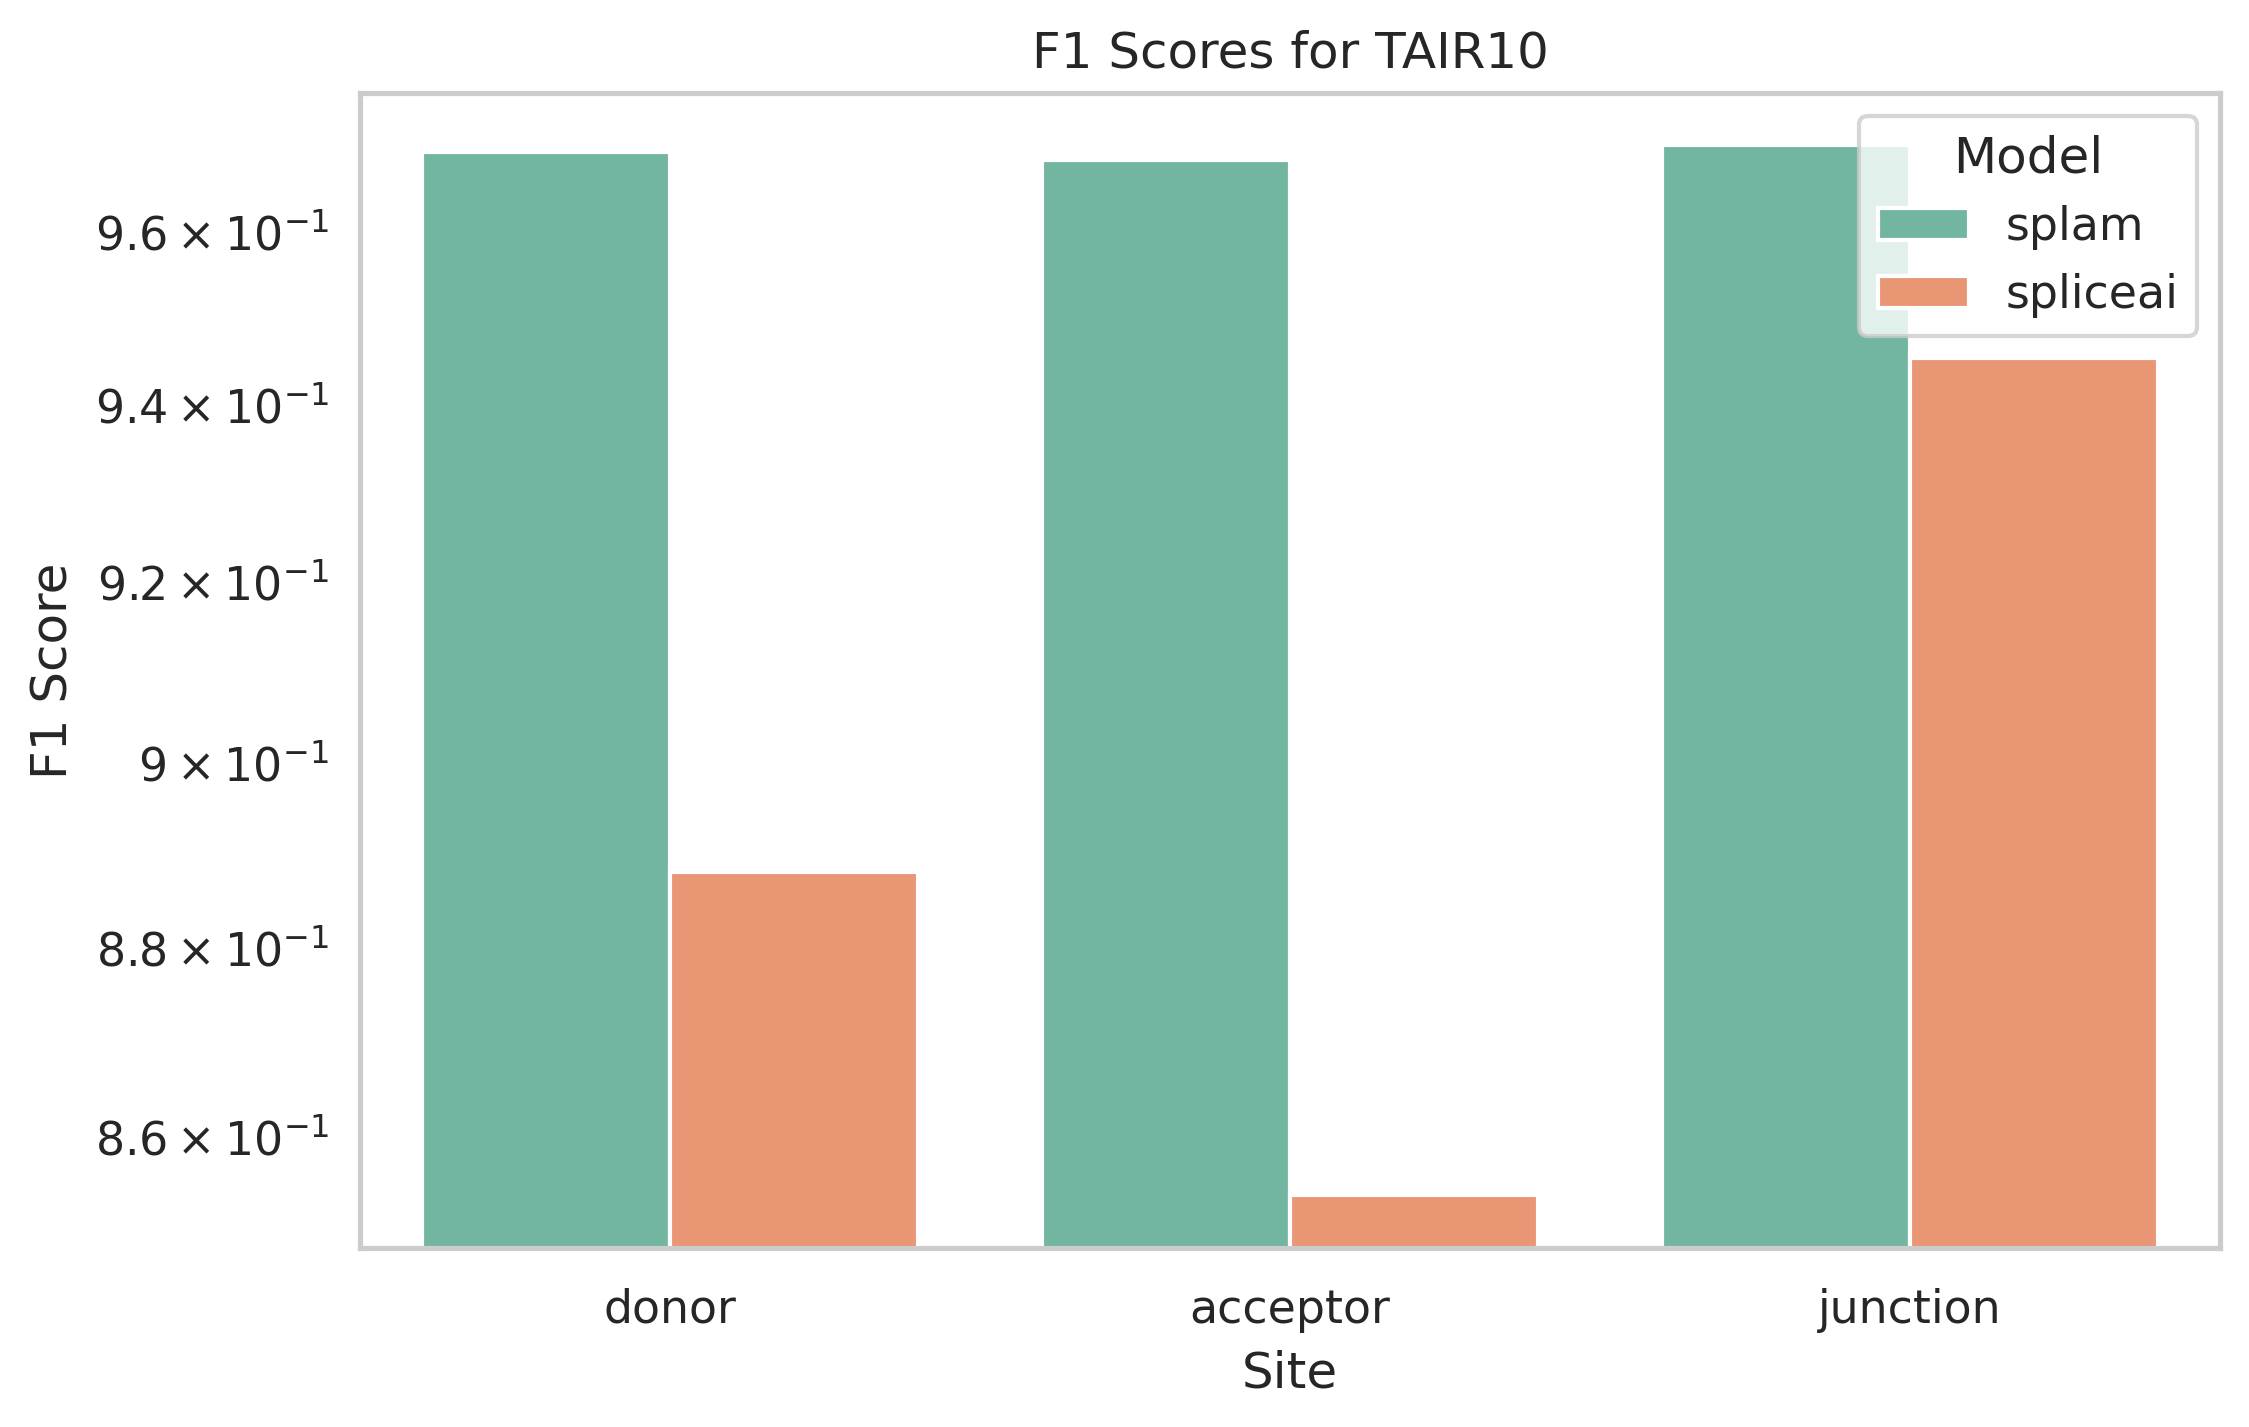 F1 Scores for TAIR10
Model
splam
spliceai
F1 Score
9.6 × 10⁻¹
9.4 × 10⁻¹
9.2 × 10⁻¹
9 × 10⁻¹
8.8 × 10⁻¹
8.6 × 10⁻¹
donor
acceptor
junction
Site